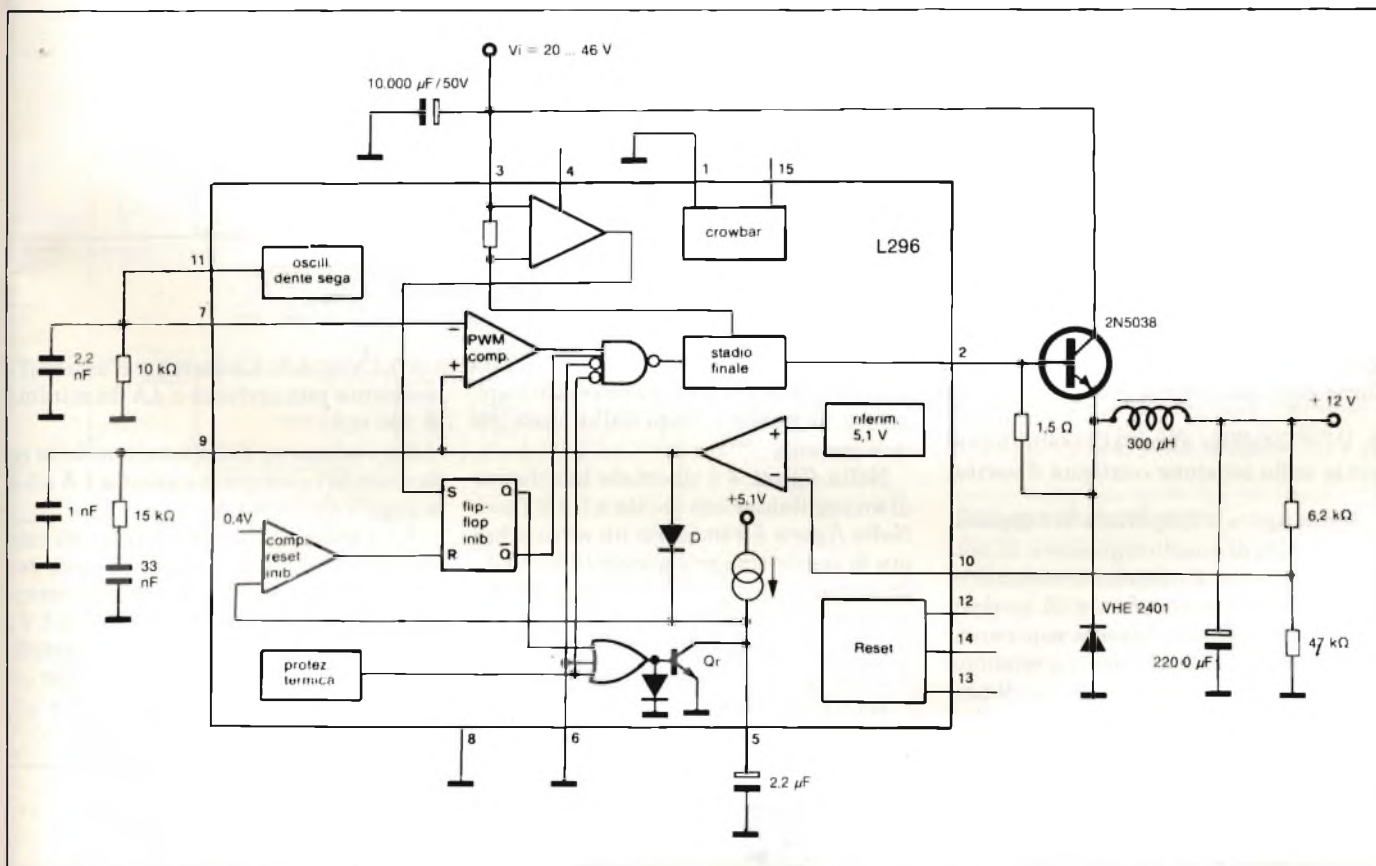 Vi = 20 ... 46 V
10.000 µF/50V
3
4
1
15
crowbar
L296
11
oscill.
dente sega
7
2,2
nF
10 kΩ
−
PWM
comp.
+
stadio
finale
2
2N5038
+ 12 V
1,5 Ω
300 µH
riferim.
5,1 V
+
−
9
1 nF
15 kΩ
33
nF
0,4V
comp.
reset
inib.
S
Q
flip-
flop
inib.
R
Q̅
D
+5,1V
10
6,2 kΩ
VHE 2401
12
Reset
14
13
220 0 µF
47 kΩ
protez.
termica
Qr
8
6
5
2,2 µF